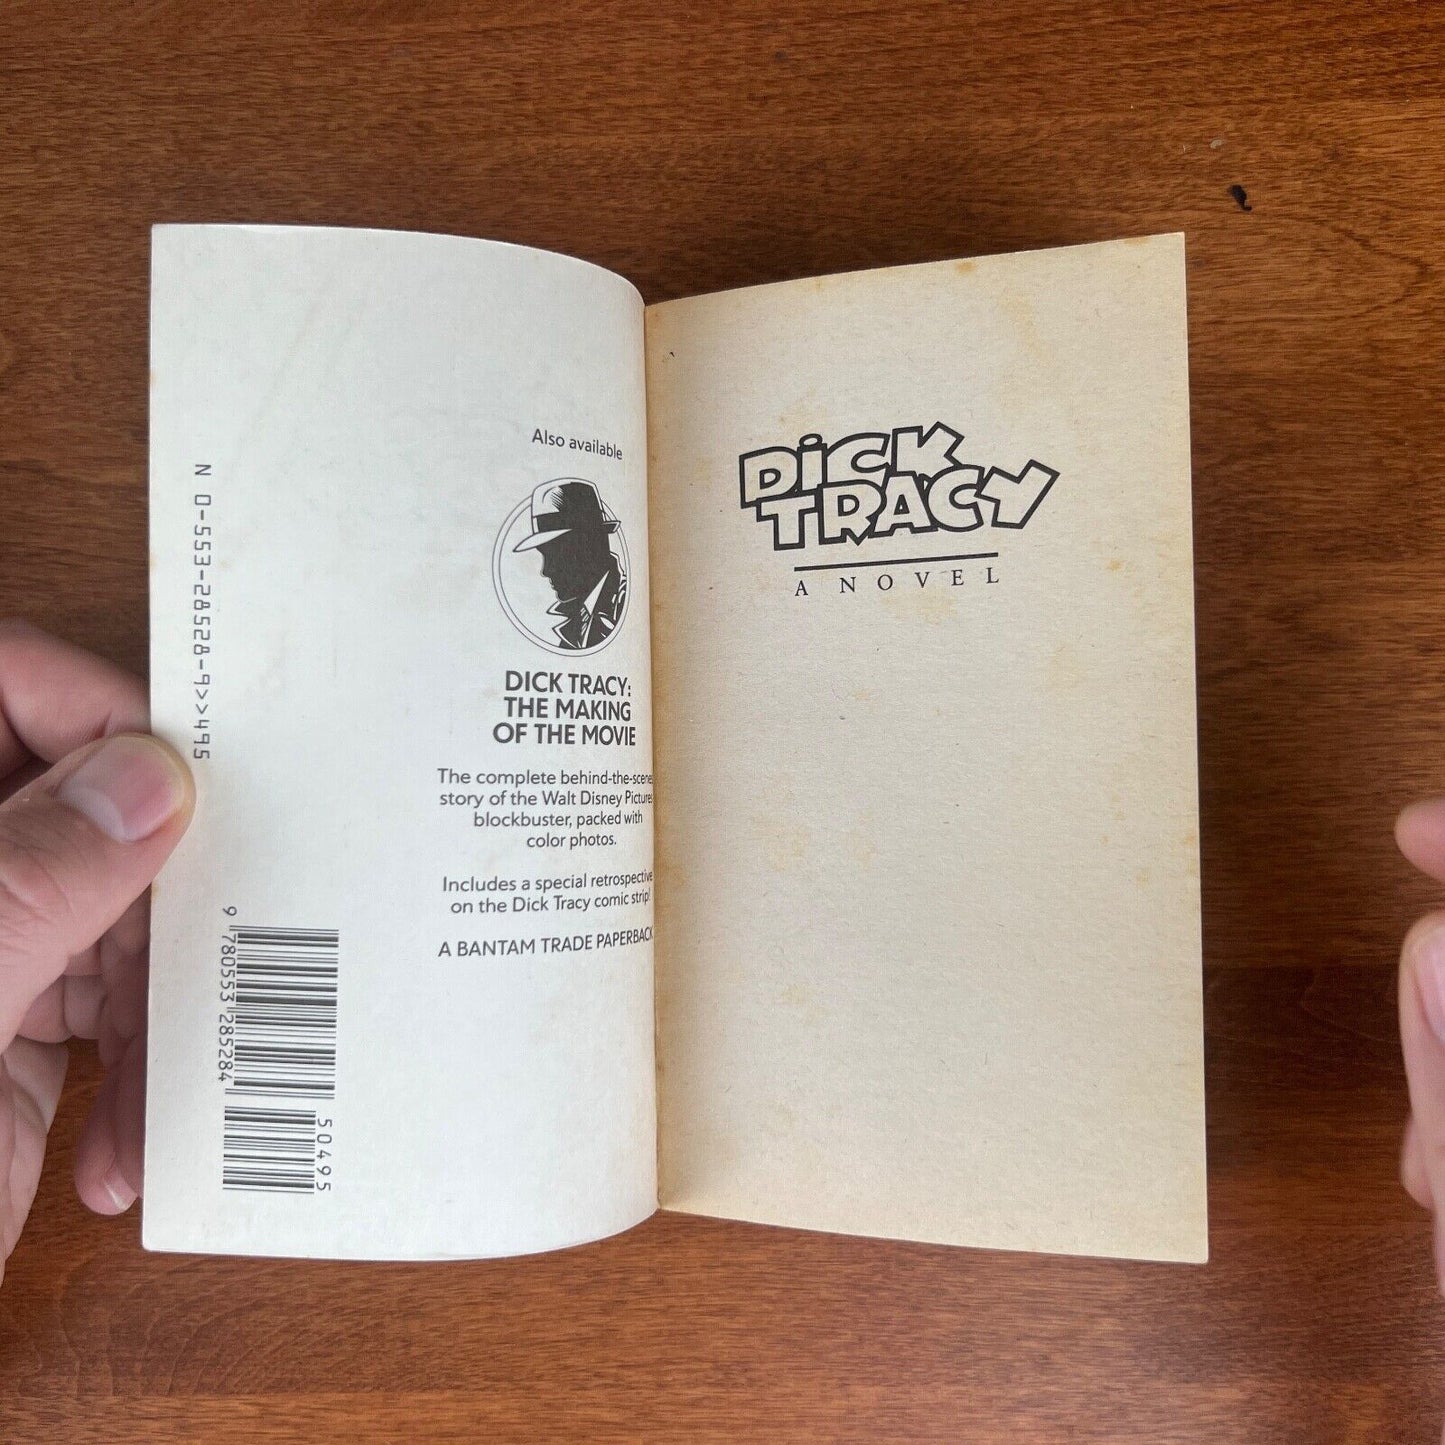 N 0-553-28528-9>>495
Also available
DICK TRACY:
THE MAKING
OF THE MOVIE
The complete behind-the-scene
story of the Walt Disney Picture
blockbuster, packed with
color photos.
Includes a special retrospective
on the Dick Tracy comic strip!
A BANTAM TRADE PAPERBACK
9 780553 285284
50495
DiCK
TRACY
A NOVEL